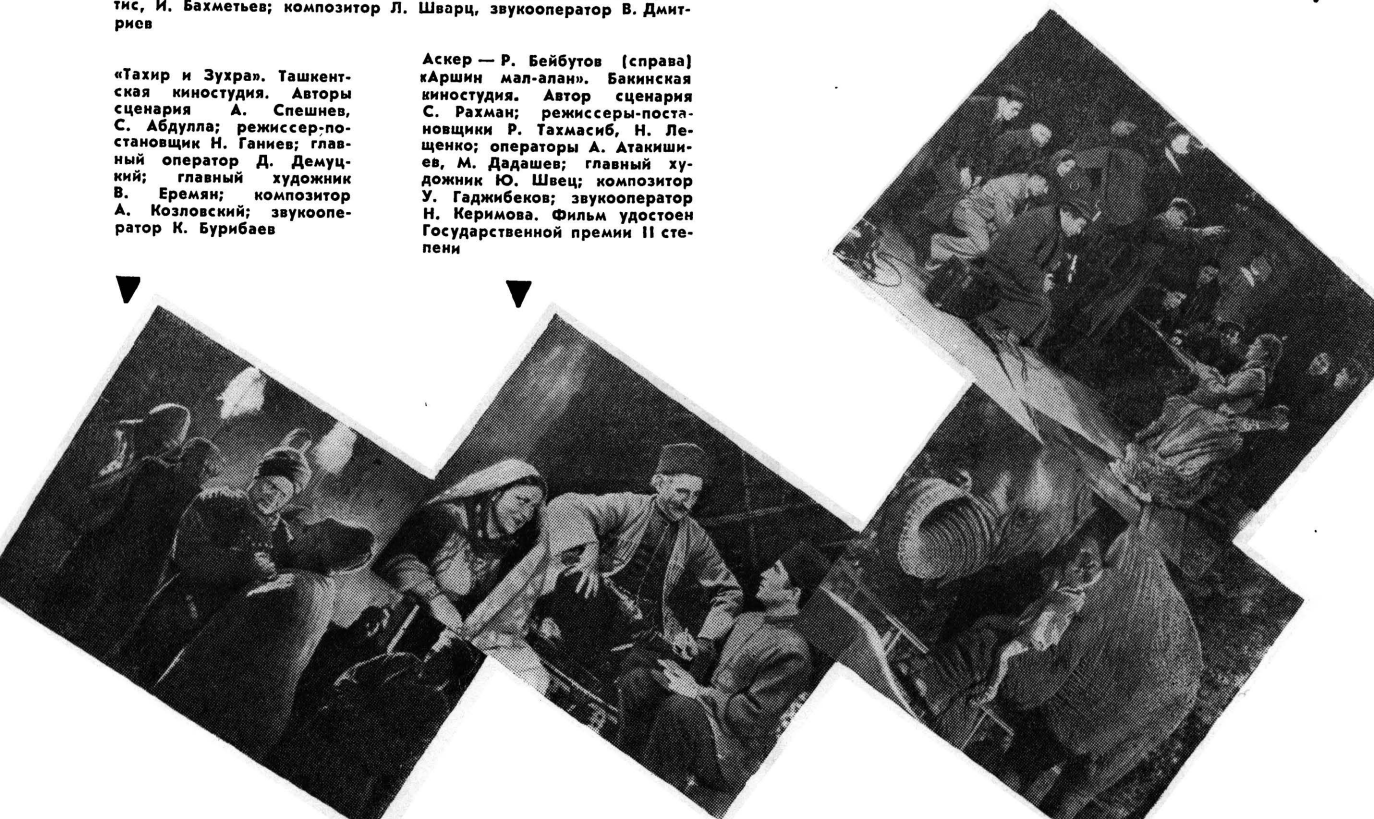 тис, И. Бахметьев; композитор Л. Шварц, звукооператор В. Дмит-
риев
«Тахир и Зухра». Ташкент-
ская киностудия. Авторы
сценария А. Спешнев,
С. Абдулла; режиссер-по-
становщик Н. Ганиев; глав-
ный оператор Д. Демуц-
кий; главный художник
В. Еремян; композитор
А. Козловский; звукоопе-
ратор К. Бурибаев
Аскер — Р. Бейбутов (справа)
«Аршин мал-алан». Бакинская
киностудия. Автор сценария
С. Рахман; режиссеры-поста-
новщики Р. Тахмасиб, Н. Ле-
щенко; операторы А. Атакиши-
ев, М. Дадашев; главный ху-
дожник Ю. Швец; композитор
У. Гаджибеков; звукооператор
Н. Керимова. Фильм удостоен
Государственной премии II сте-
пени